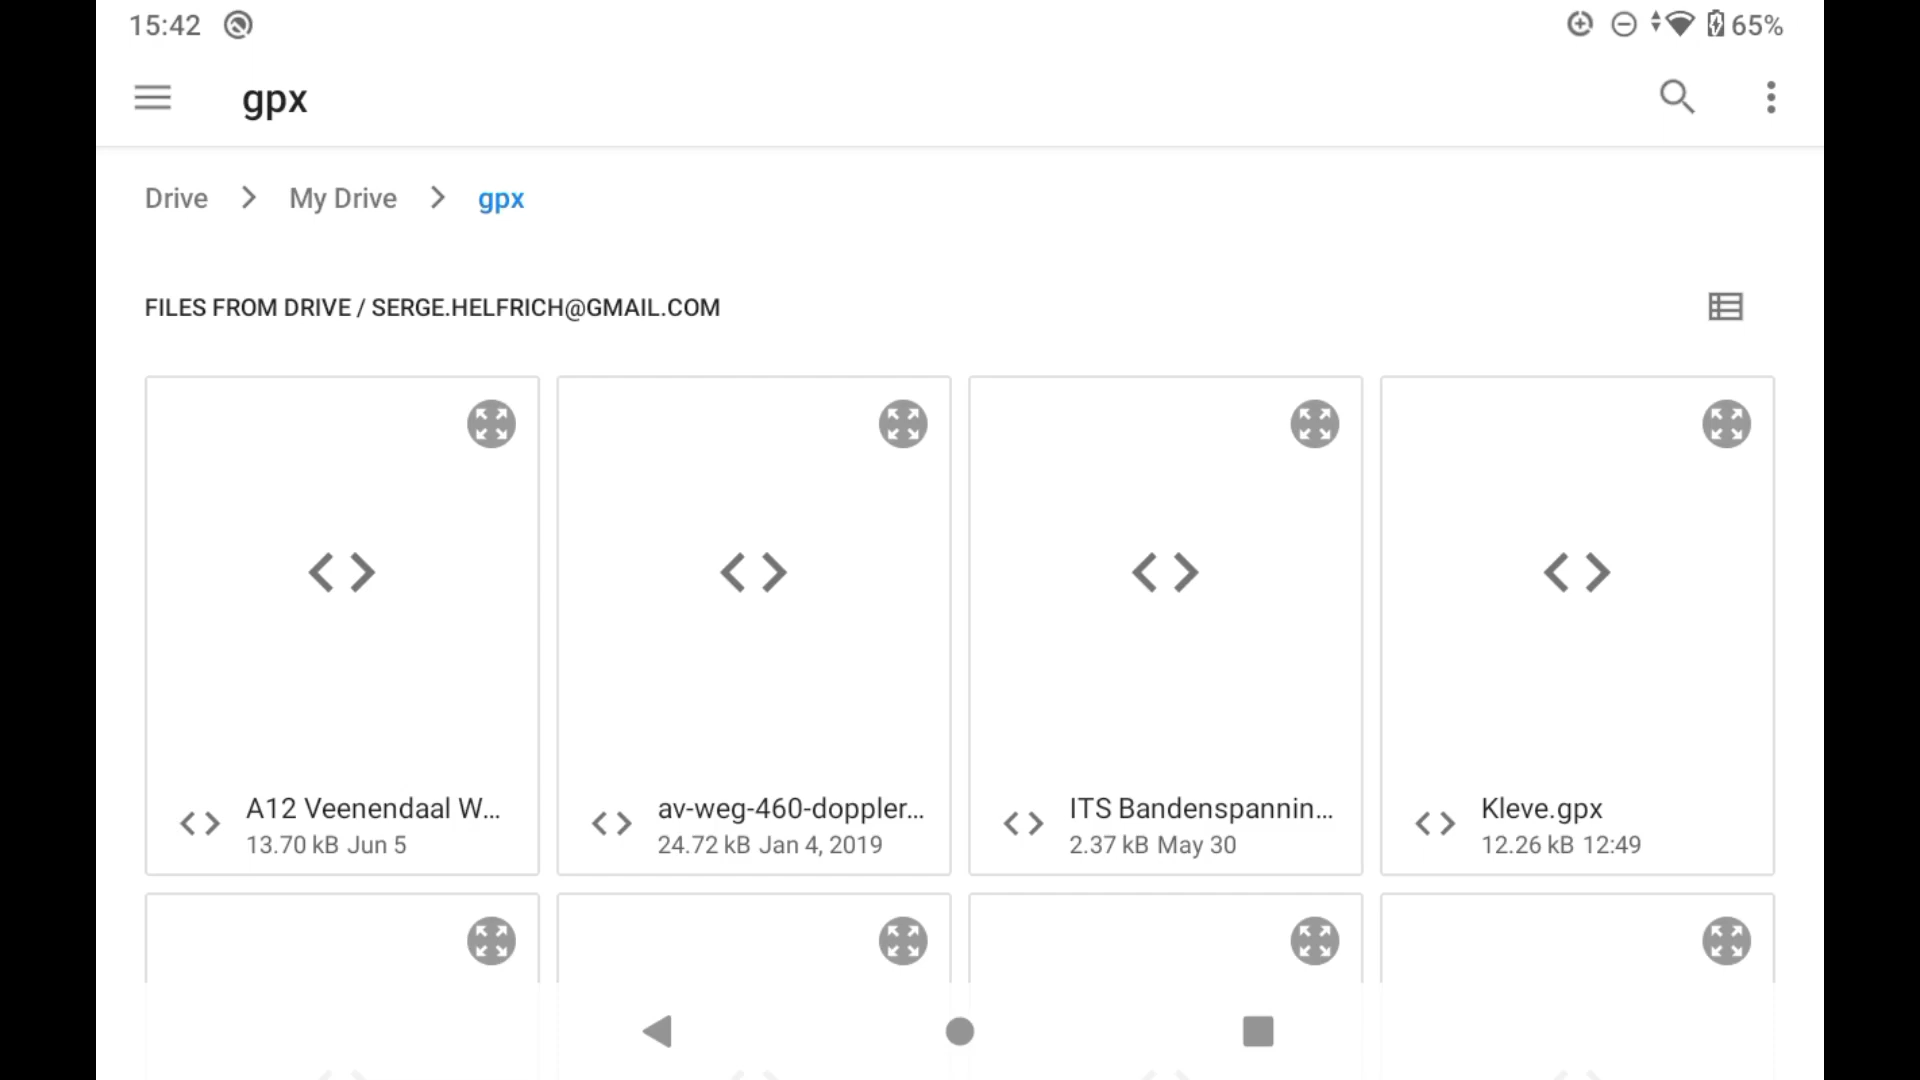 15:42
65%
gpx
Drive
My Drive
gpx
FILES FROM DRIVE / SERGE.HELFRICH@GMAIL.COM
A12 Veenendaal W...
13.70 kB Jun 5
av-weg-460-doppler...
24.72 kB Jan 4, 2019
ITS Bandenspannin...
2.37 kB May 30
Kleve.gpx
12.26 kB 12:49